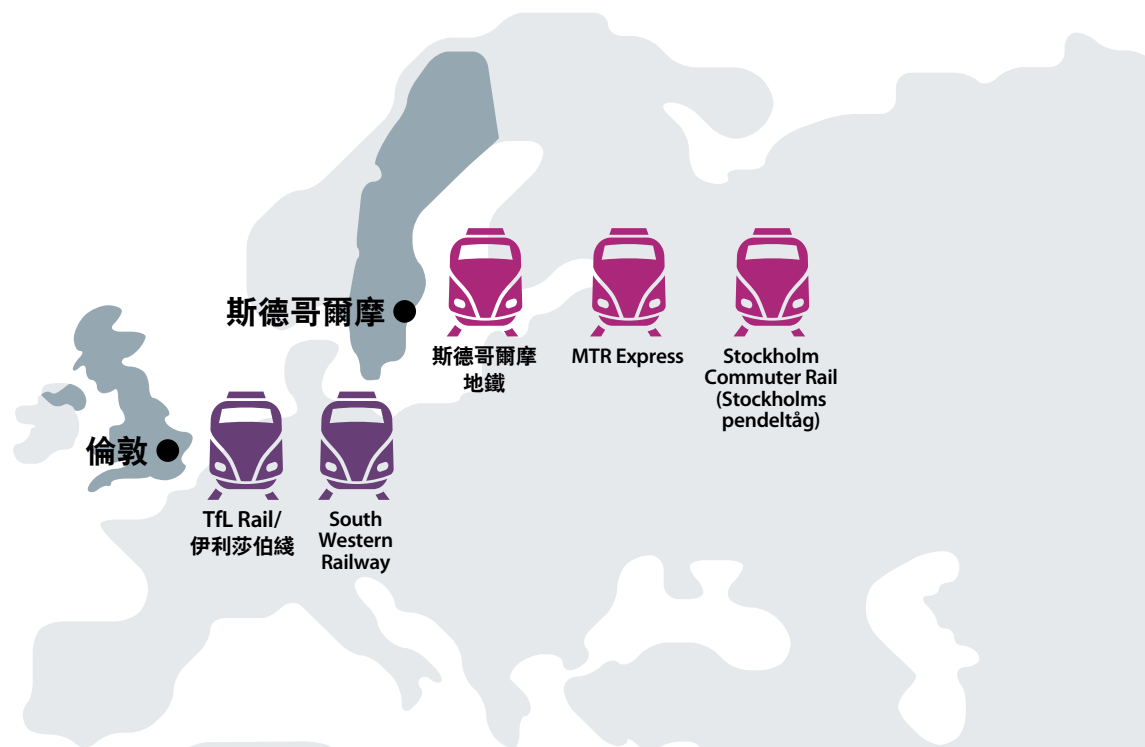 斯德哥爾摩
斯德哥爾摩
地鐵
MTR Express
Stockholm
Commuter Rail
(Stockholms
pendeltåg)
倫敦
TfL Rail/
伊利莎伯綫
South
Western
Railway